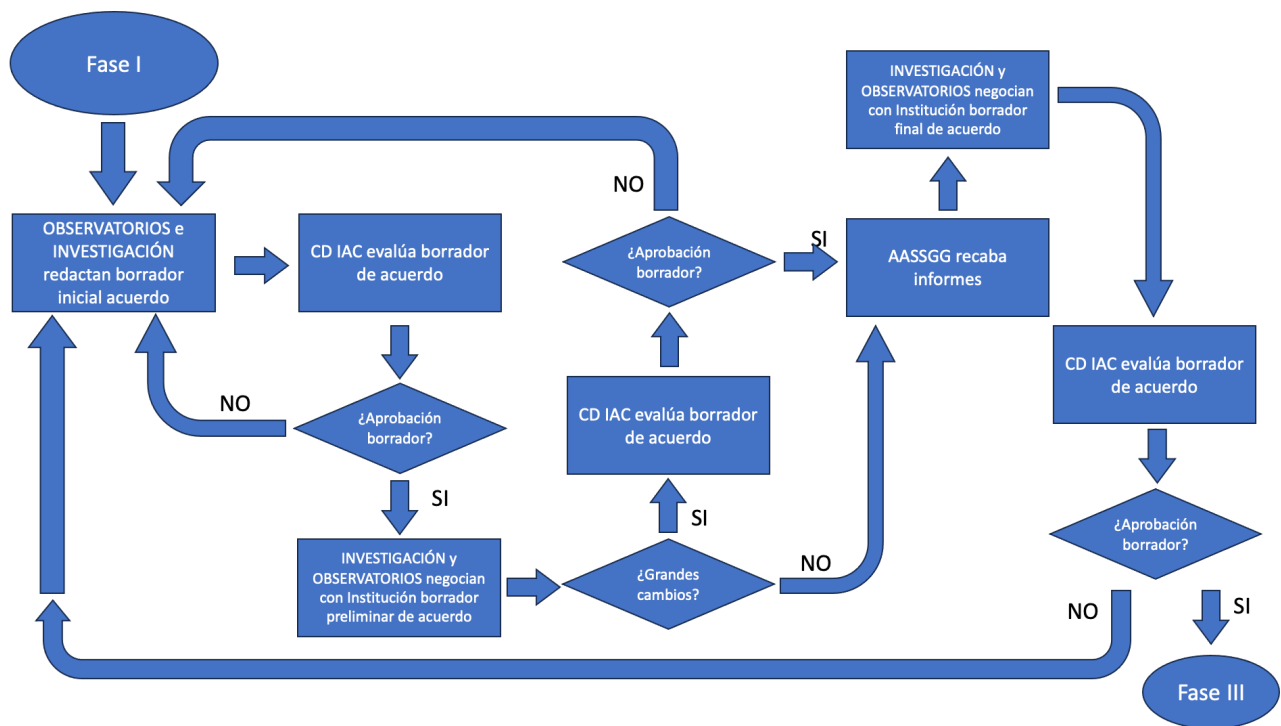 Fase I
OBSERVATORIOS e
INVESTIGACIÓN
redactan borrador
inicial acuerdo
CD IAC evalúa borrador
de acuerdo
¿Aprobación
borrador?
NO
SI
INVESTIGACIÓN y
OBSERVATORIOS negocian
con Institución borrador
preliminar de acuerdo
¿Grandes
cambios?
SI
NO
CD IAC evalúa borrador
de acuerdo
¿Aprobación
borrador?
NO
SI
AASSGG recaba
informes
INVESTIGACIÓN y
OBSERVATORIOS negocian
con Institución borrador
final de acuerdo
CD IAC evalúa borrador
de acuerdo
¿Aprobación
borrador?
NO
SI
Fase III